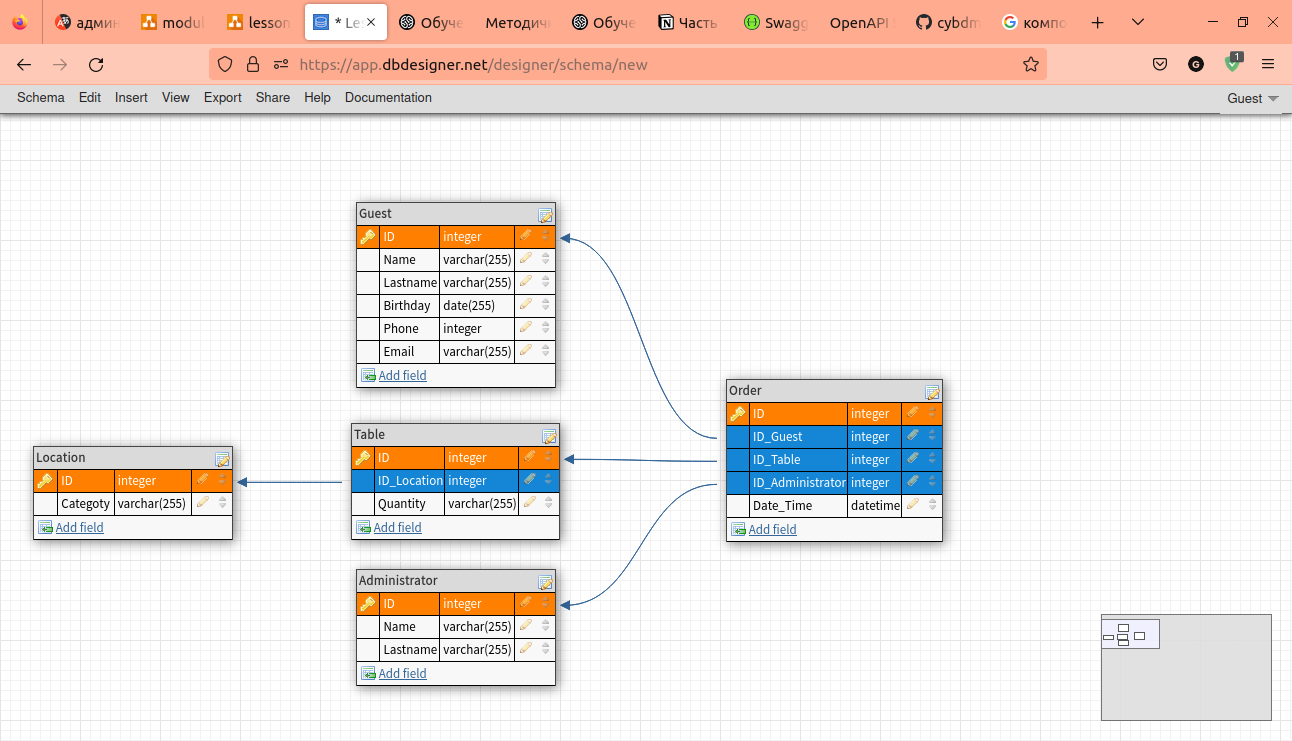 админ
modul
lesson
* Les
Обуче
Методич
Обуче
Часть
Swagg
OpenAPI
cybdm
компо
https://app.dbdesigner.net/designer/schema/new
1
Schema Edit Insert View Export Share Help Documentation
Guest
Guest
ID integer
Name varchar(255)
Lastname varchar(255)
Birthday date(255)
Phone integer
Email varchar(255)
Add field
Table
ID integer
ID_Location integer
Quantity varchar(255)
Add field
Location
ID integer
Categoty varchar(255)
Add field
Administrator
ID integer
Name varchar(255)
Lastname varchar(255)
Add field
Order
ID integer
ID_Guest integer
ID_Table integer
ID_Administrator integer
Date_Time datetime
Add field